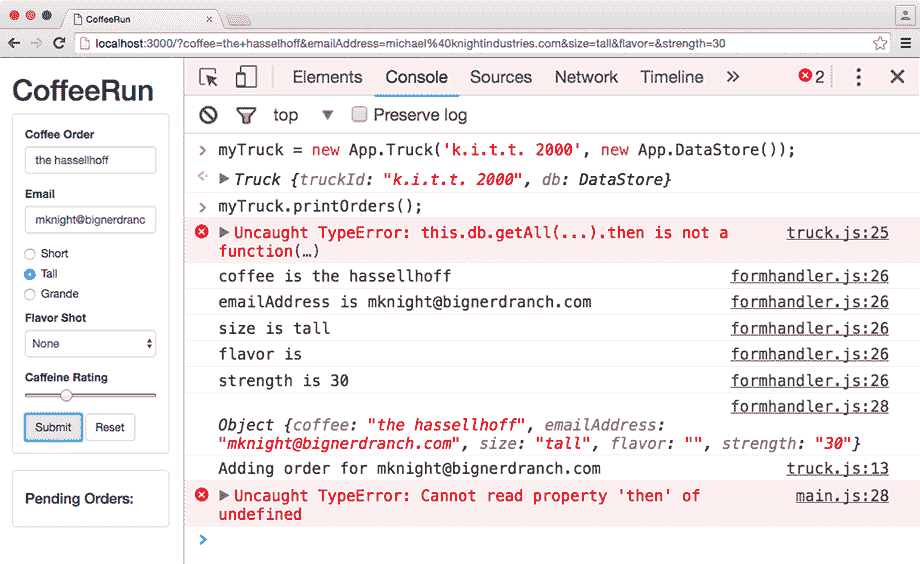 CoffeeRun
localhost:3000/?coffee=the+hasselhoff&emailAddress=michael%40knightindustries.com&size=tall&flavor=&strength=30
CoffeeRun
Coffee Order
the hassellhoff
Email
mknight@bignerdranc
Short
Tall
Grande
Flavor Shot
None
Caffeine Rating
Submit Reset
Pending Orders:
Elements Console Sources Network Timeline » 2
top Preserve log
> myTruck = new App.Truck('k.i.t.t. 2000', new App.DataStore());
Truck {truckId: "k.i.t.t. 2000", db: DataStore}
> myTruck.printOrders();
Uncaught TypeError: this.db.getAll(...).then is not a truck.js:25
function(…)
coffee is the hassellhoff formhandler.js:26
emailAddress is mknight@bignerdranch.com formhandler.js:26
size is tall formhandler.js:26
flavor is formhandler.js:26
strength is 30 formhandler.js:26
formhandler.js:28
Object {coffee: "the hassellhoff", emailAddress:
"mknight@bignerdranch.com", size: "tall", flavor: "", strength: "30"}
Adding order for mknight@bignerdranch.com truck.js:13
Uncaught TypeError: Cannot read property 'then' of main.js:28
undefined
>